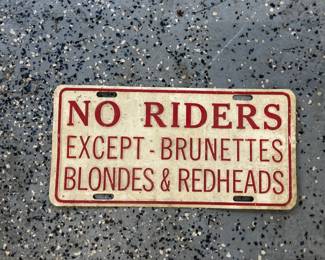 NO RIDERS
EXCEPT - BRUNETTES
BLONDES & REDHEADS